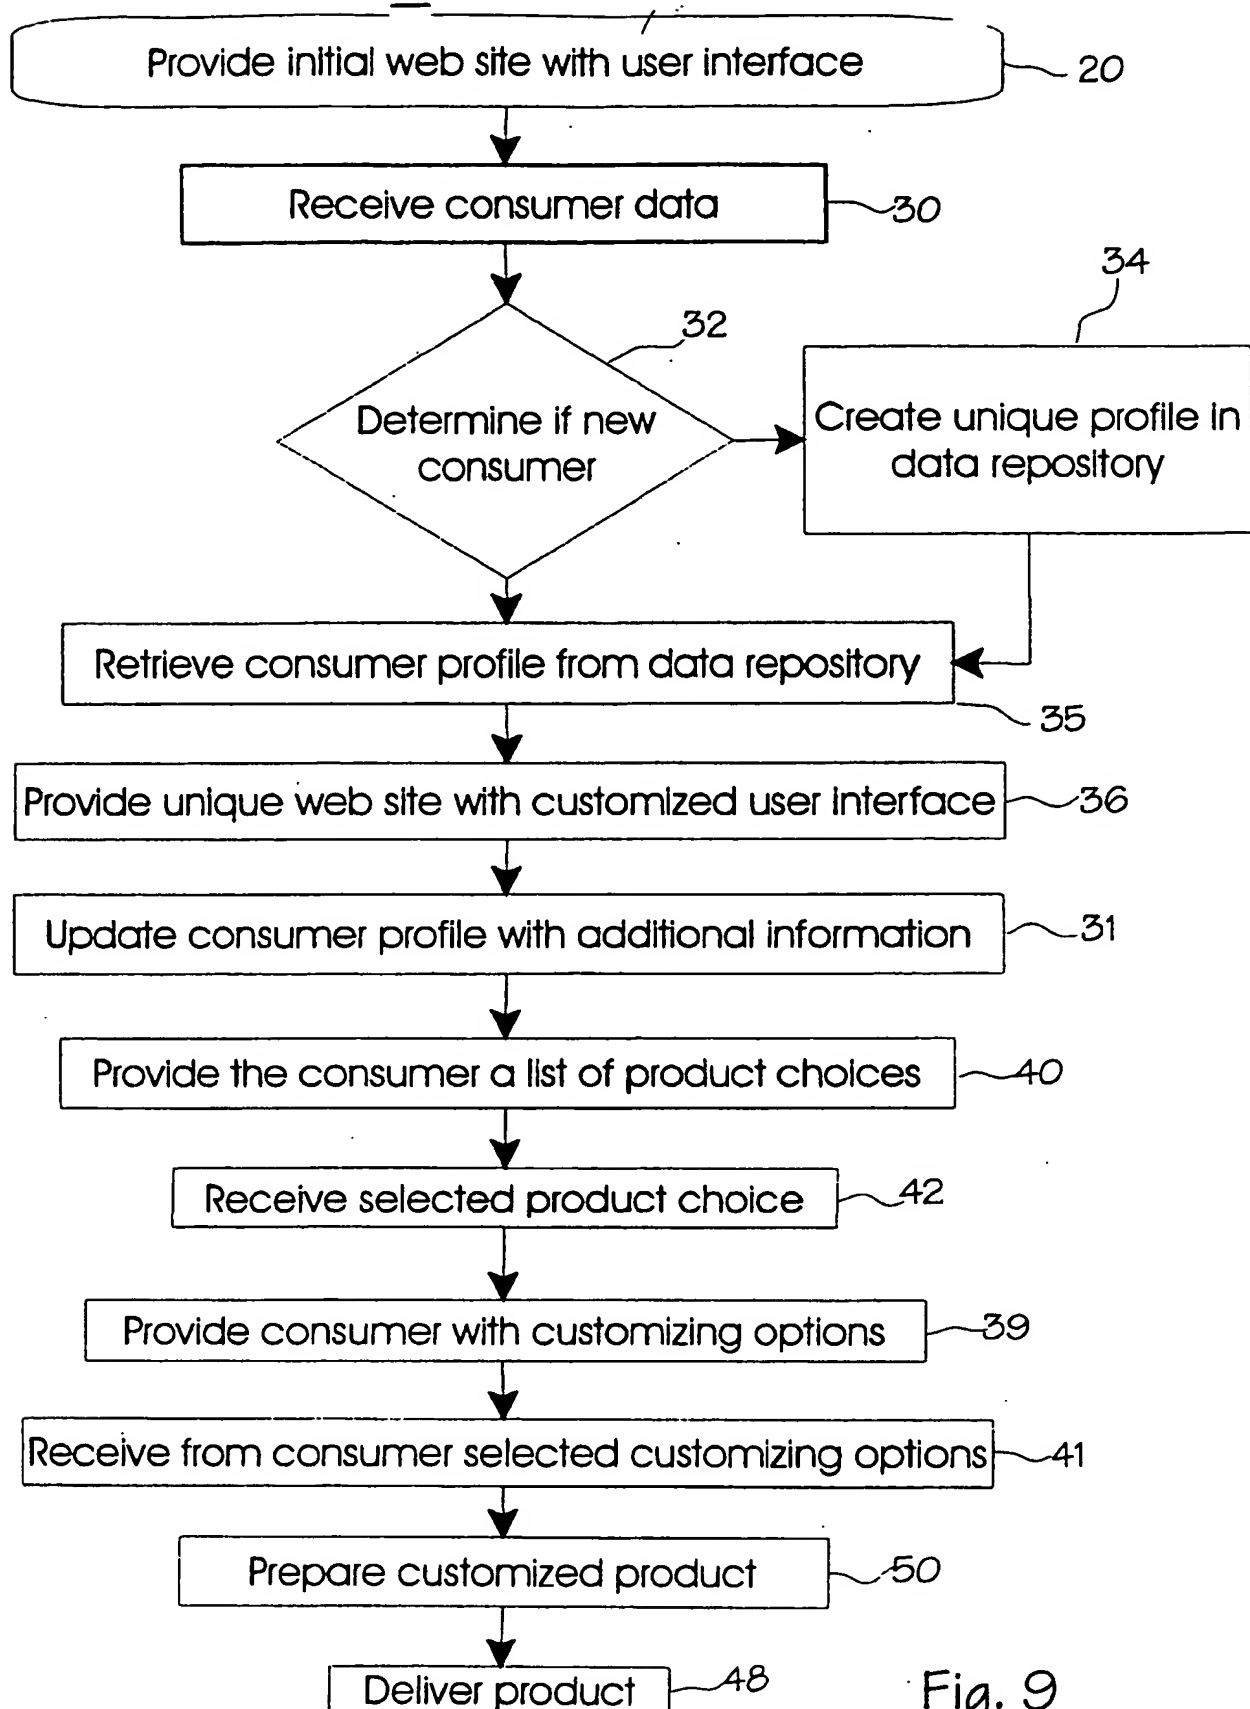 Provide initial web site with user interface
20
Receive consumer data
30
32
34
Determine if new
consumer
Create unique profile in
data repository
Retrieve consumer profile from data repository
35
Provide unique web site with customized user interface
36
Update consumer profile with additional information
31
Provide the consumer a list of product choices
40
Receive selected product choice
42
Provide consumer with customizing options
39
Receive from consumer selected customizing options
41
Prepare customized product
50
Deliver product
48
Fig. 9